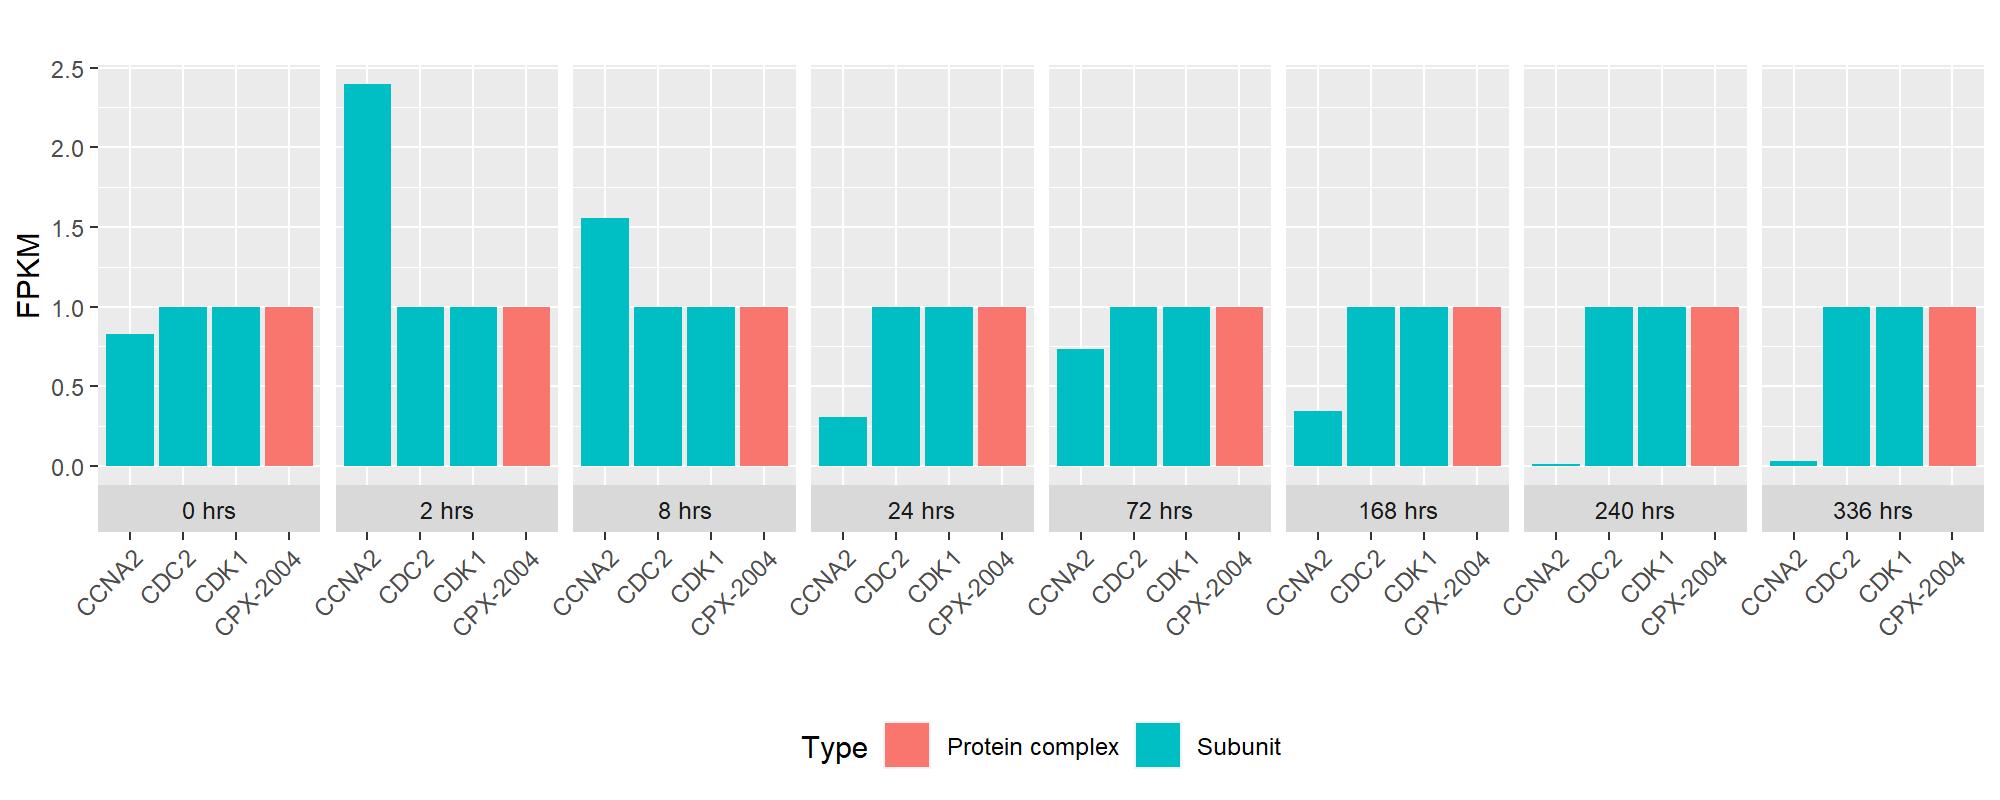 FPKM
2.5
2.0
1.5
1.0
0.5
0.0
0 hrs 2 hrs 8 hrs 24 hrs 72 hrs 168 hrs 240 hrs 336 hrs
CCNA2 CDC2 CDK1 CPX-2004 CCNA2 CDC2 CDK1 CPX-2004 CCNA2 CDC2 CDK1 CPX-2004 CCNA2 CDC2 CDK1 CPX-2004 CCNA2 CDC2 CDK1 CPX-2004 CCNA2 CDC2 CDK1 CPX-2004 CCNA2 CDC2 CDK1 CPX-2004 CCNA2 CDC2 CDK1 CPX-2004
Type Protein complex Subunit